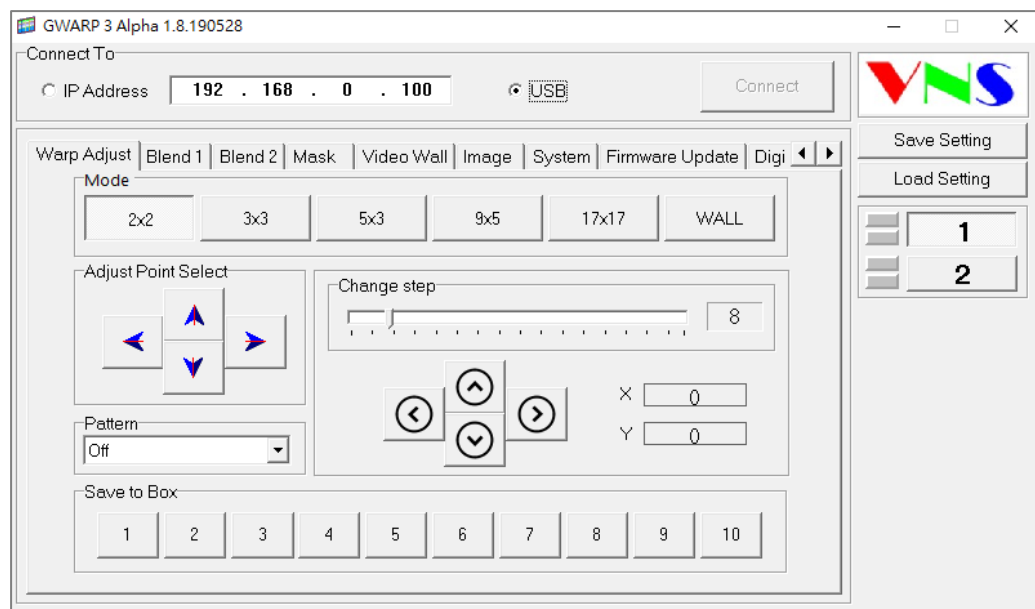 GWARP 3 Alpha 1.8.190528
Connect To
IP Address 192 . 168 . 0 . 100 USB Connect
VNS
Save Setting
Load Setting
1
2
Warp Adjust Blend 1 Blend 2 Mask Video Wall Image System Firmware Update Digi
Mode
2x2 3x3 5x3 9x5 17x17 WALL
Adjust Point Select
Change step
8
X 0
Y 0
Pattern
Off
Save to Box
1 2 3 4 5 6 7 8 9 10